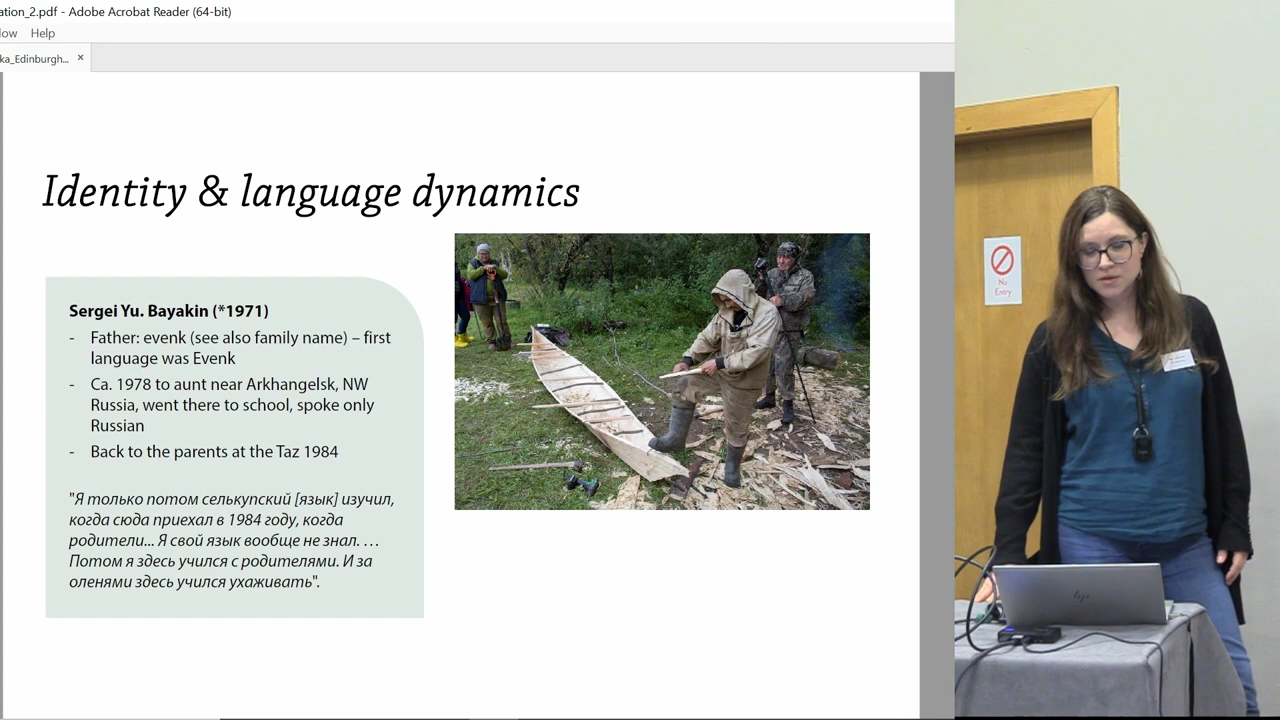 ation_2.pdf - Adobe Acrobat Reader (64-bit)
low Help
ka_Edinburgh... ×
Identity & language dynamics
Sergei Yu. Bayakin (*1971)
- Father: evenk (see also family name) – first
language was Evenk
- Ca. 1978 to aunt near Arkhangelsk, NW
Russia, went there to school, spoke only
Russian
- Back to the parents at the Taz 1984
"Я только потом селькупский [язык] изучил,
когда сюда приехал в 1984 году, когда
родители... Я свой язык вообще не знал. …
Потом я здесь учился с родителями. И за
оленями здесь учился ухаживать".
No
Entry
hp